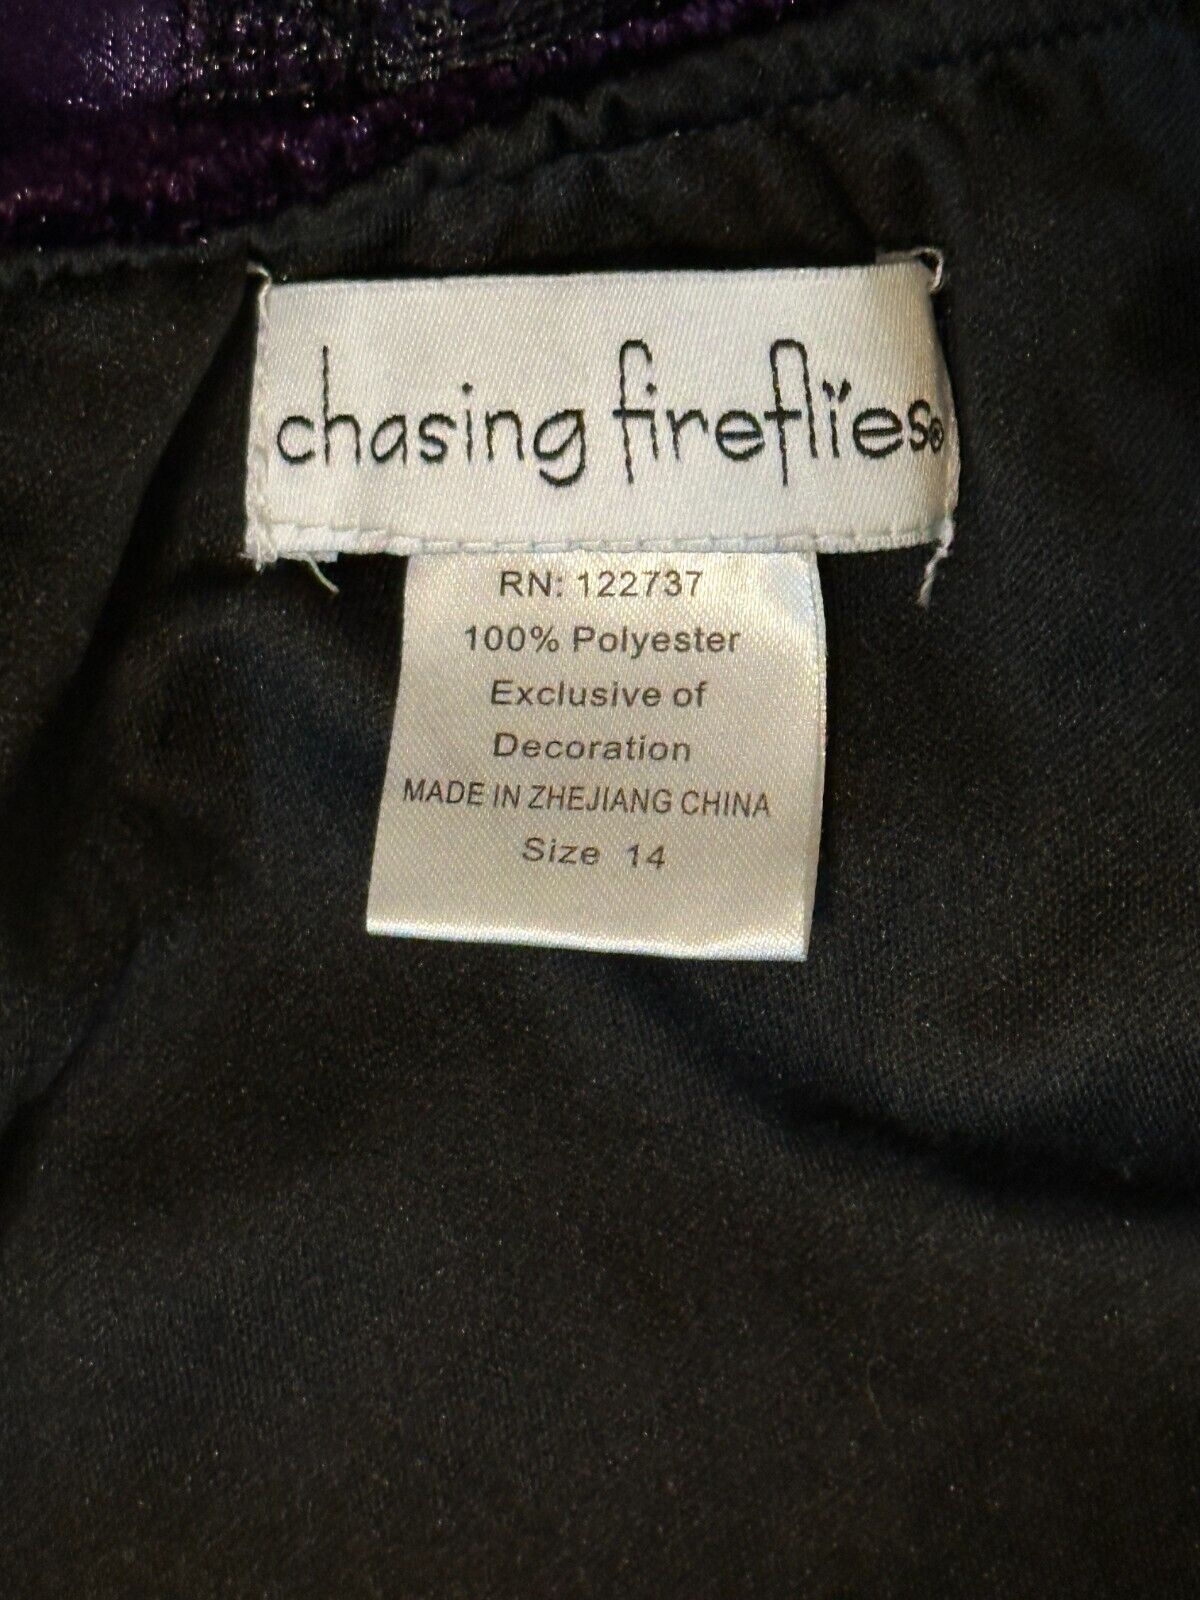 chasing fireflies®
RN: 122737
100% Polyester
Exclusive of
Decoration
MADE IN ZHEJIANG CHINA
Size 14